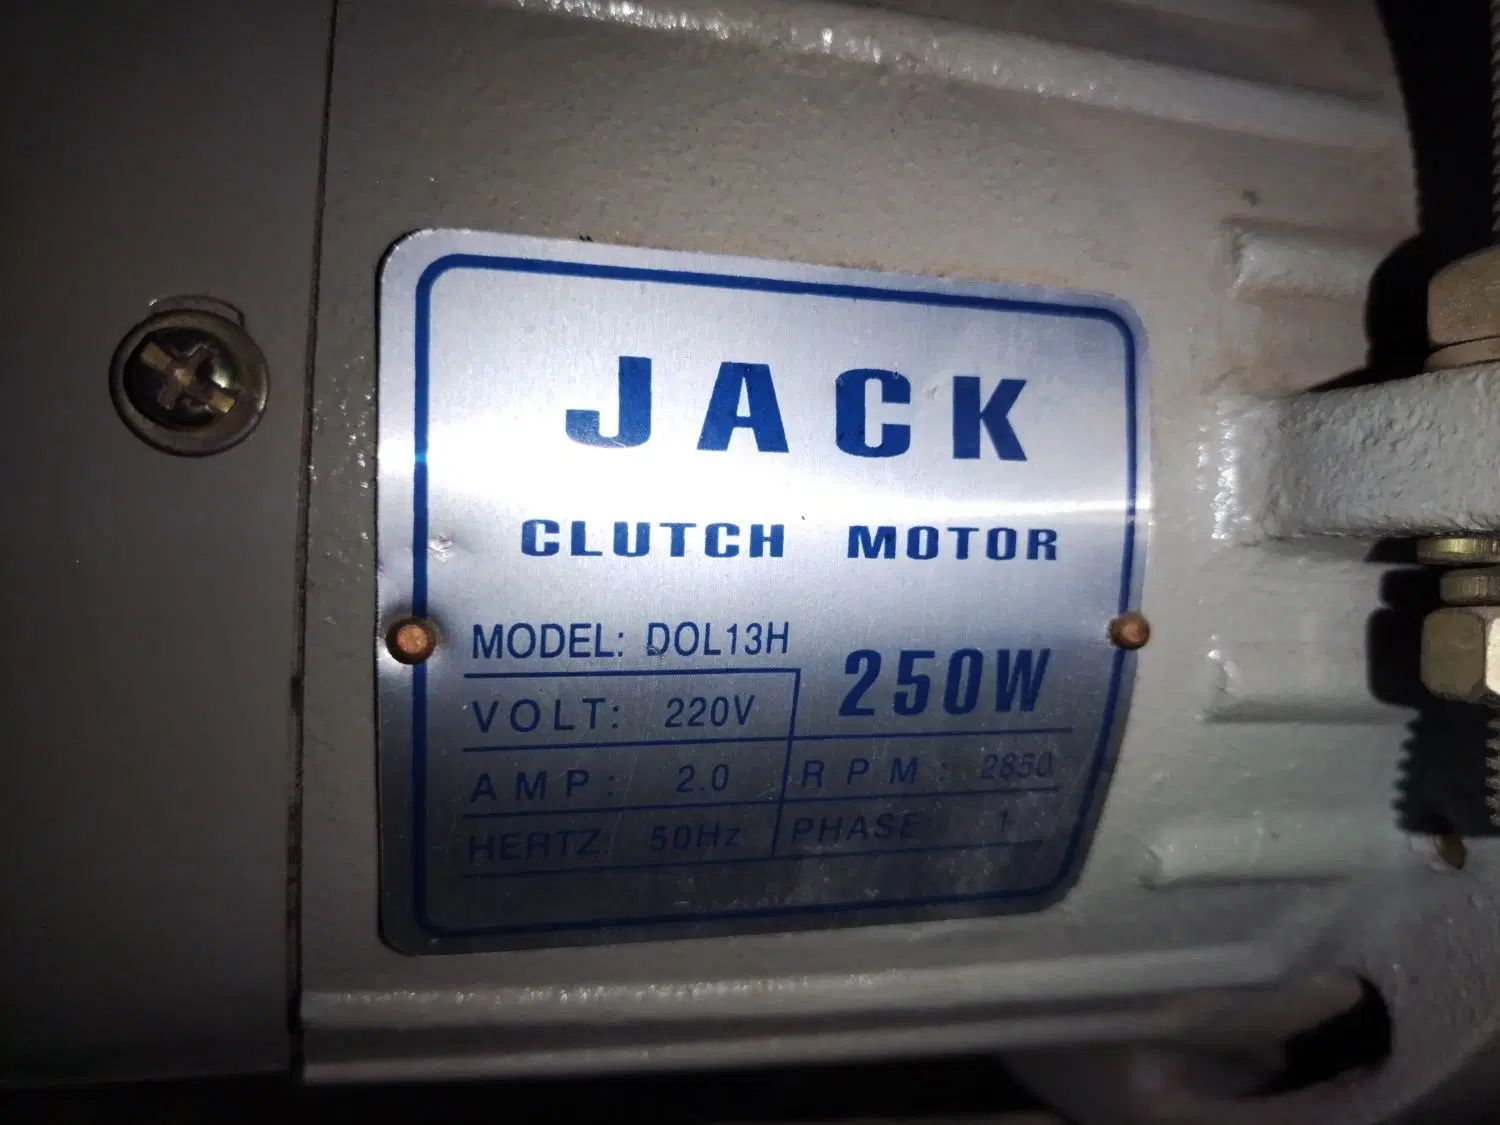 JACK
CLUTCH MOTOR
MODEL: DOL13H
250W
VOLT: 220V
AMP: 2.0
RPM: 2850
HERTZ: 50Hz
PHASE: 1